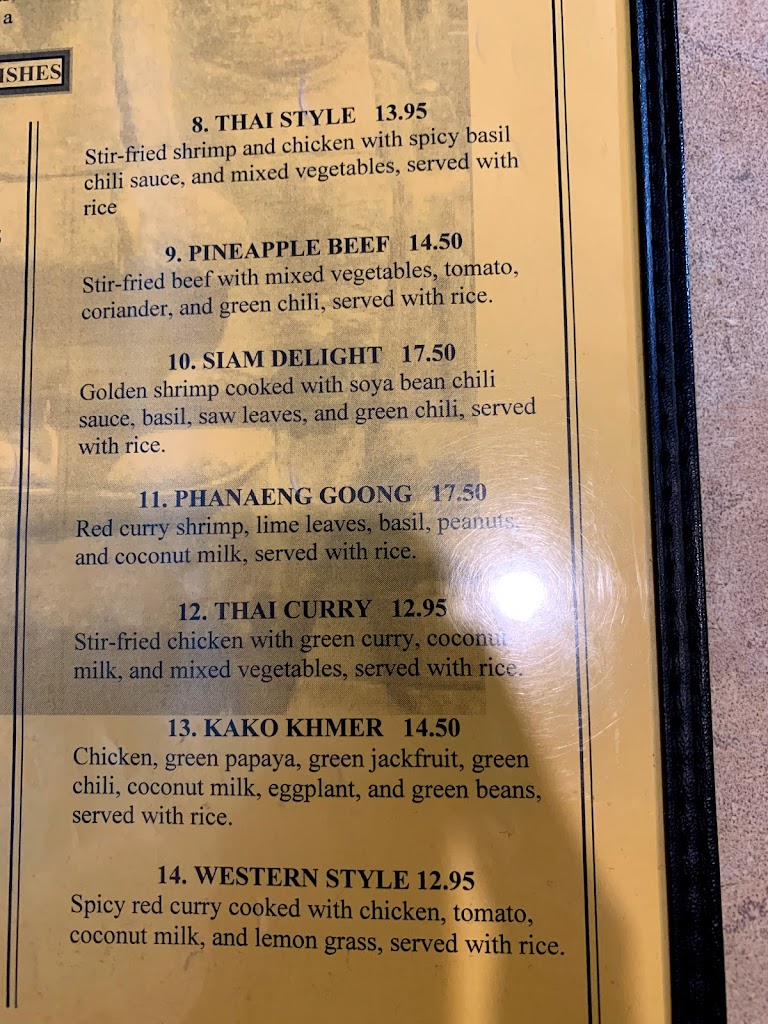 a
ISHES
8. THAI STYLE 13.95
Stir-fried shrimp and chicken with spicy basil
chili sauce, and mixed vegetables, served with
rice
9. PINEAPPLE BEEF 14.50
Stir-fried beef with mixed vegetables, tomato,
coriander, and green chili, served with rice.
10. SIAM DELIGHT 17.50
Golden shrimp cooked with soya bean chili
sauce, basil, saw leaves, and green chili, served
with rice.
11. PHANAENG GOONG 17.50
Red curry shrimp, lime leaves, basil, peanuts,
and coconut milk, served with rice.
12. THAI CURRY 12.95
Stir-fried chicken with green curry, coconut
milk, and mixed vegetables, served with rice.
13. KAKO KHMER 14.50
Chicken, green papaya, green jackfruit, green
chili, coconut milk, eggplant, and green beans,
served with rice.
14. WESTERN STYLE 12.95
Spicy red curry cooked with chicken, tomato,
coconut milk, and lemon grass, served with rice.